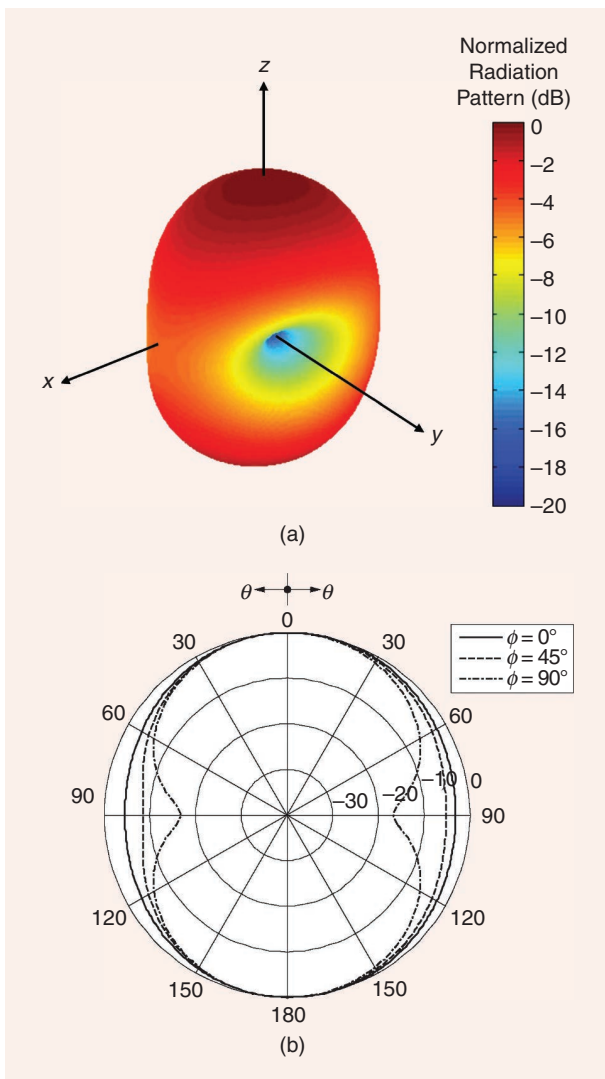 Normalized
Radiation
Pattern (dB)
z
0
−2
−4
−6
−8
−10
−12
−14
−16
−18
−20
x
y
(a)
θ θ
0
ϕ = 0°
ϕ = 45°
ϕ = 90°
30 30
60 60
−30 −20 −10 0
90 90
120 120
150 150
180
(b)